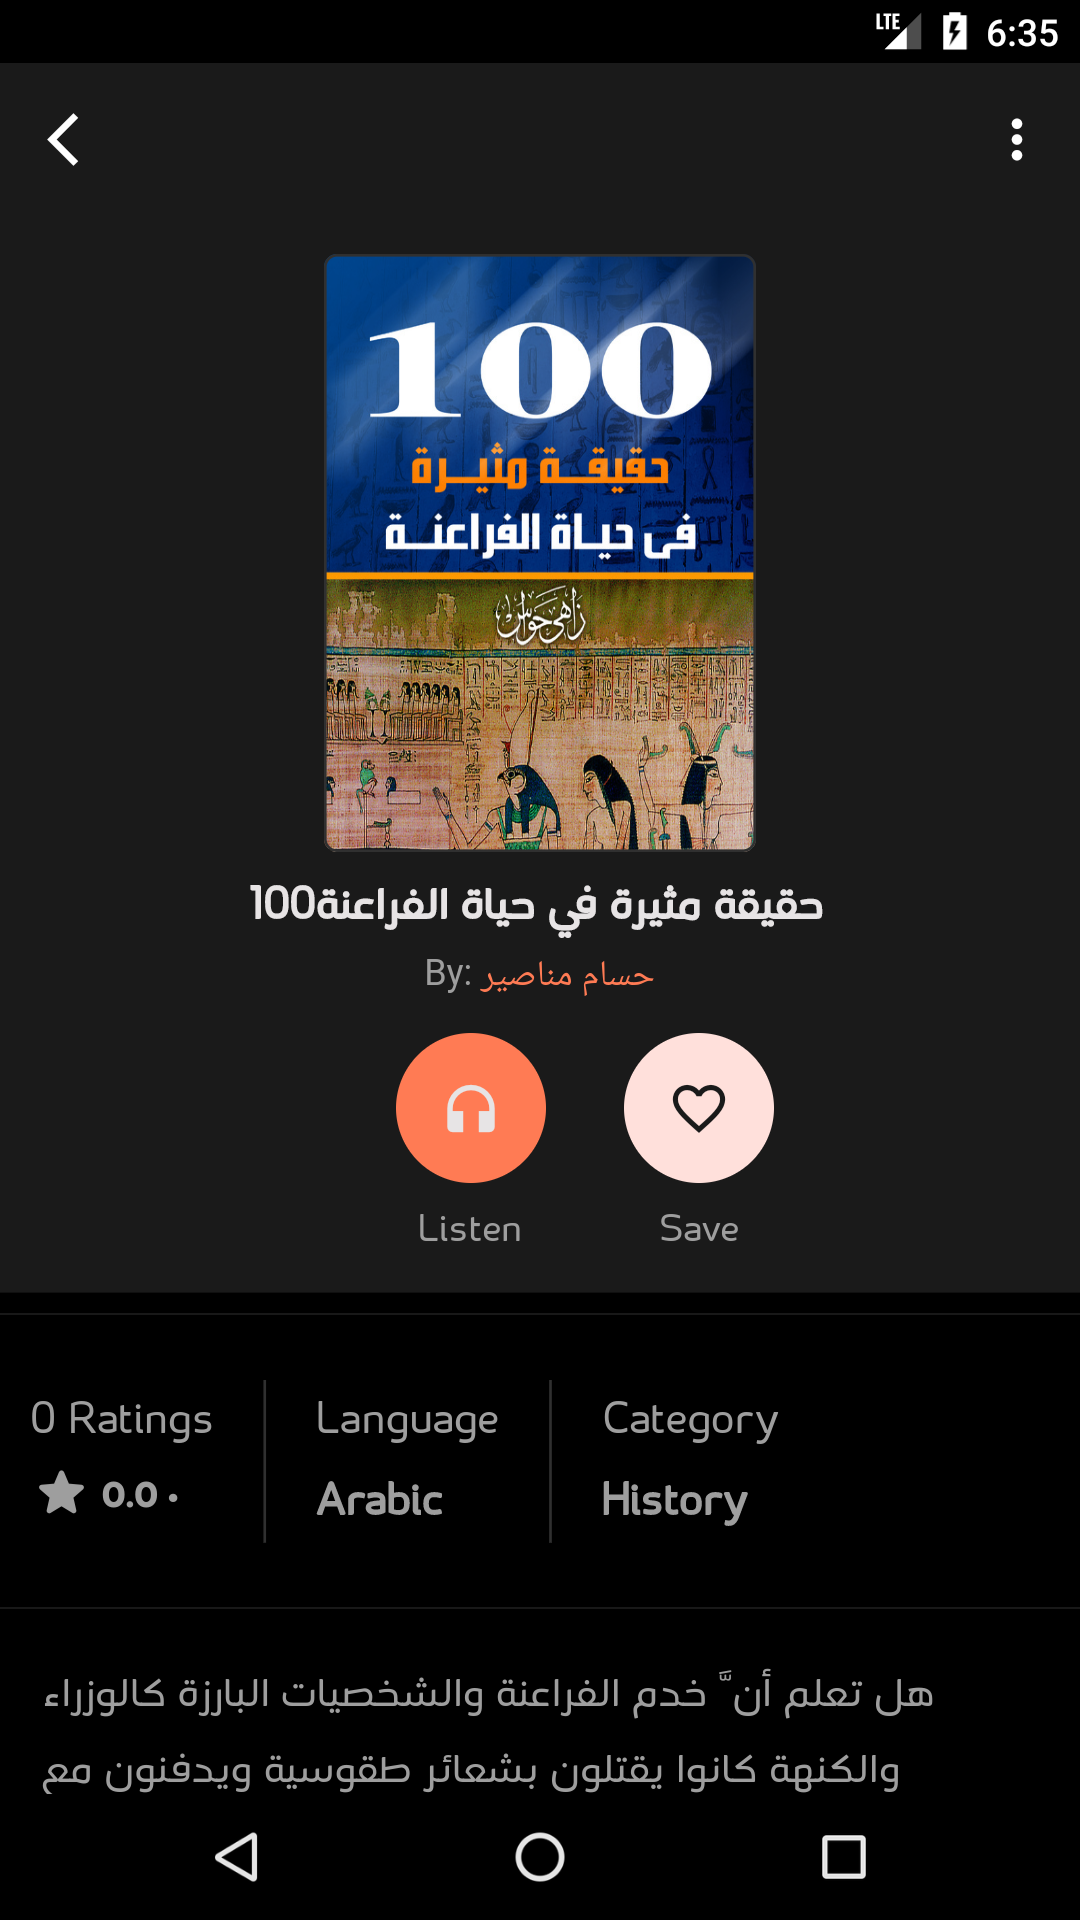 LTE 6:35
100
حقيقة مثيرة
فى حياة الفراعنة
زاهى حواس
100حقيقة مثيرة في حياة الفراعنة
By: حسام مناصير
Listen
Save
0 Ratings
0.0 •
Language
Arabic
Category
History
هل تعلم أنَّ خدم الفراعنة والشخصيات البارزة كالوزراء
والكنهة كانوا يقتلون بشعائر طقوسية ويدفنون مع